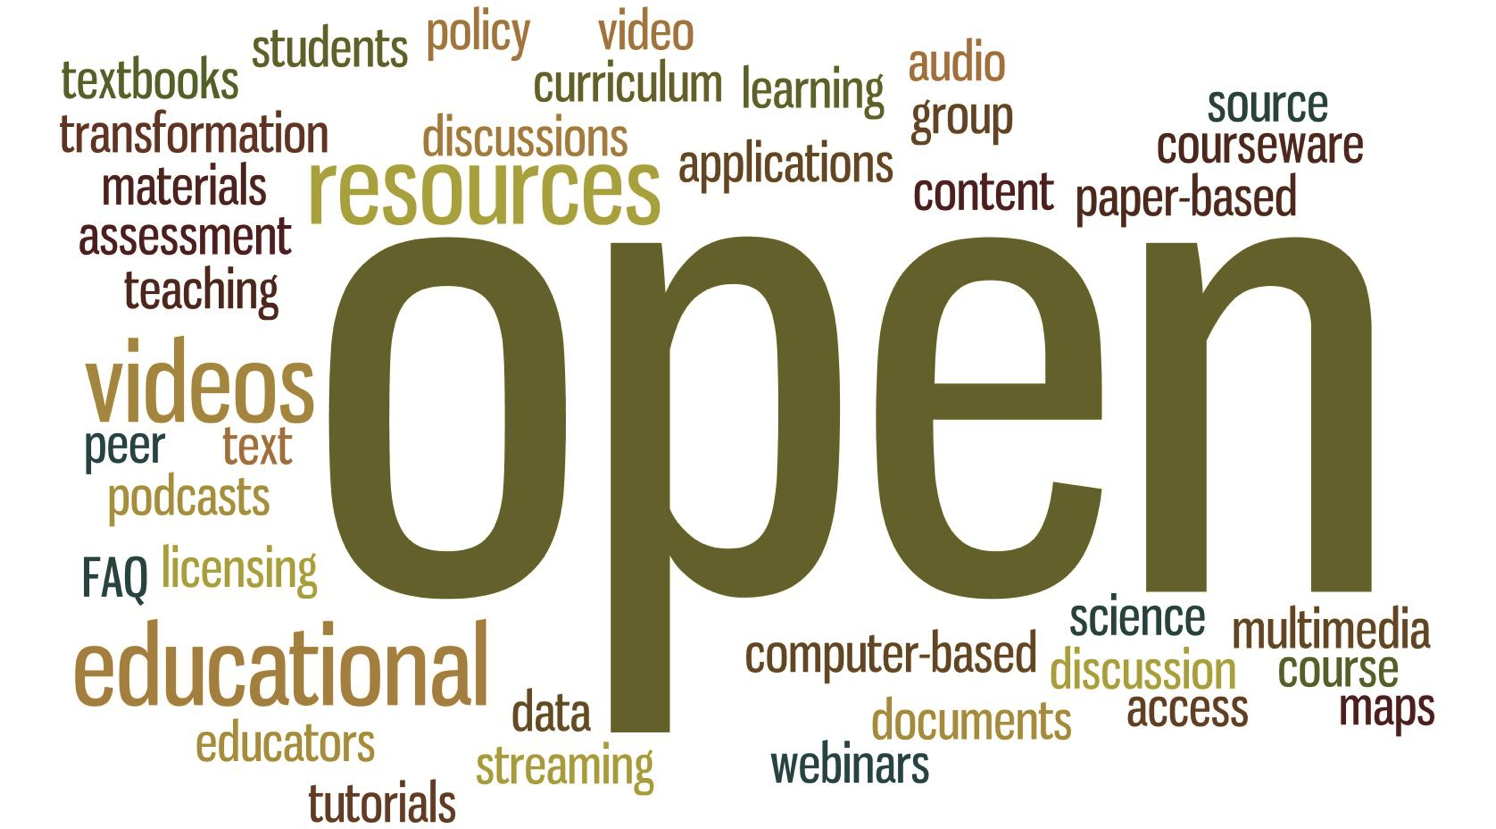 policy
video
students
audio
textbooks
curriculum
learning
source
group
transformation
discussions
courseware
applications
materials
resources
content
paper-based
assessment
teaching
open
videos
peer
text
podcasts
FAQ
licensing
science
multimedia
educational
computer-based
discussion
course
data
documents
access
maps
educators
streaming
webinars
tutorials